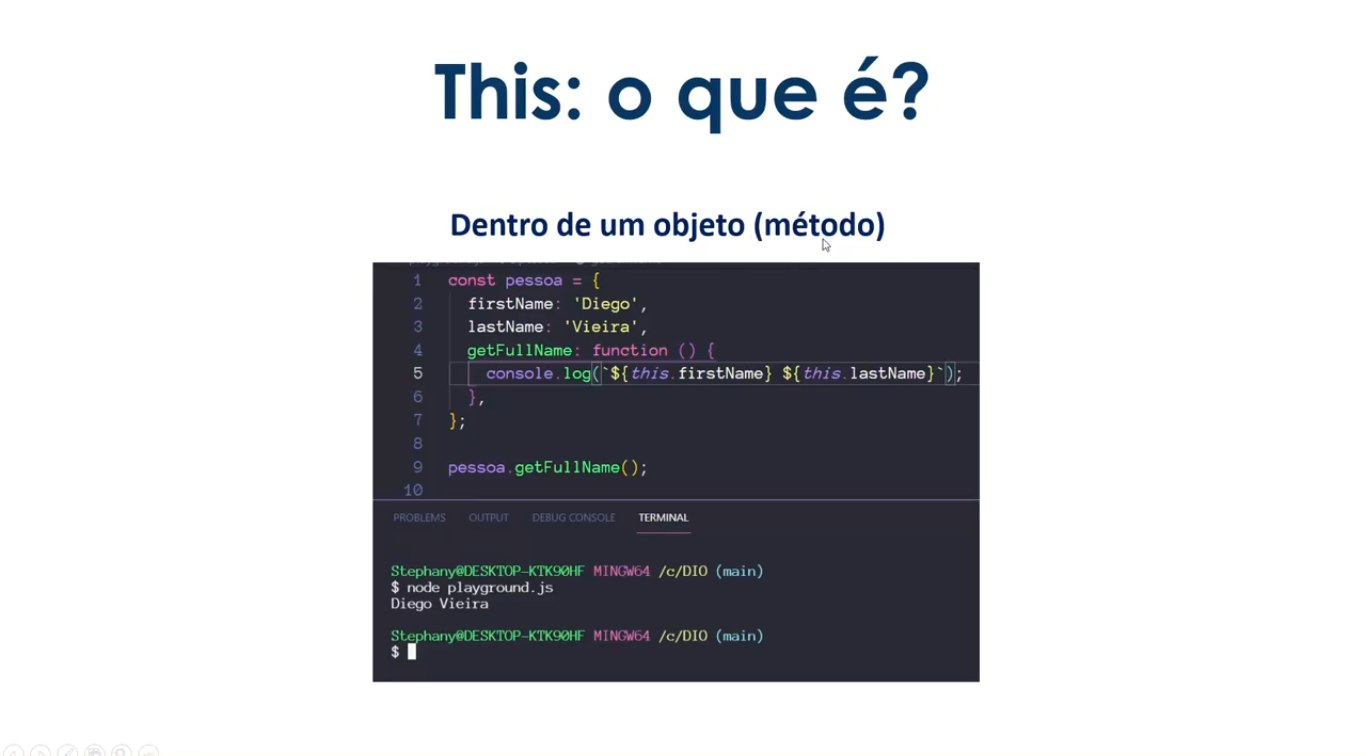 This: o que é?
Dentro de um objeto (método)
1 const pessoa = {
2 firstName: 'Diego',
3 lastName: 'Vieira',
4 getFullName: function () {
5 console.log(`${this.firstName} ${this.lastName}`);
6 },
7 };
8
9 pessoa.getFullName();
10
PROBLEMS OUTPUT DEBUG CONSOLE TERMINAL
Stephany@DESKTOP-KTK90HF MINGW64 /c/DIO (main)
$ node playground.js
Diego Vieira
Stephany@DESKTOP-KTK90HF MINGW64 /c/DIO (main)
$